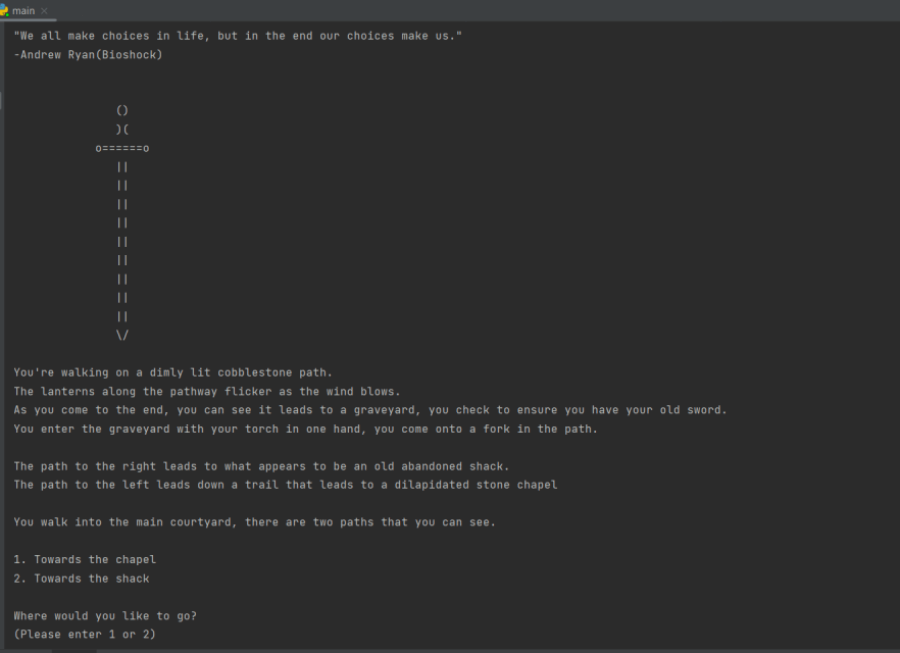 main ×
"We all make choices in life, but in the end our choices make us."
-Andrew Ryan(Bioshock)
()
)(
o======o
||
||
||
||
||
||
||
||
||
\/
You're walking on a dimly lit cobblestone path.
The lanterns along the pathway flicker as the wind blows.
As you come to the end, you can see it leads to a graveyard, you check to ensure you have your old sword.
You enter the graveyard with your torch in one hand, you come onto a fork in the path.
The path to the right leads to what appears to be an old abandoned shack.
The path to the left leads down a trail that leads to a dilapidated stone chapel
You walk into the main courtyard, there are two paths that you can see.
1. Towards the chapel
2. Towards the shack
Where would you like to go?
(Please enter 1 or 2)